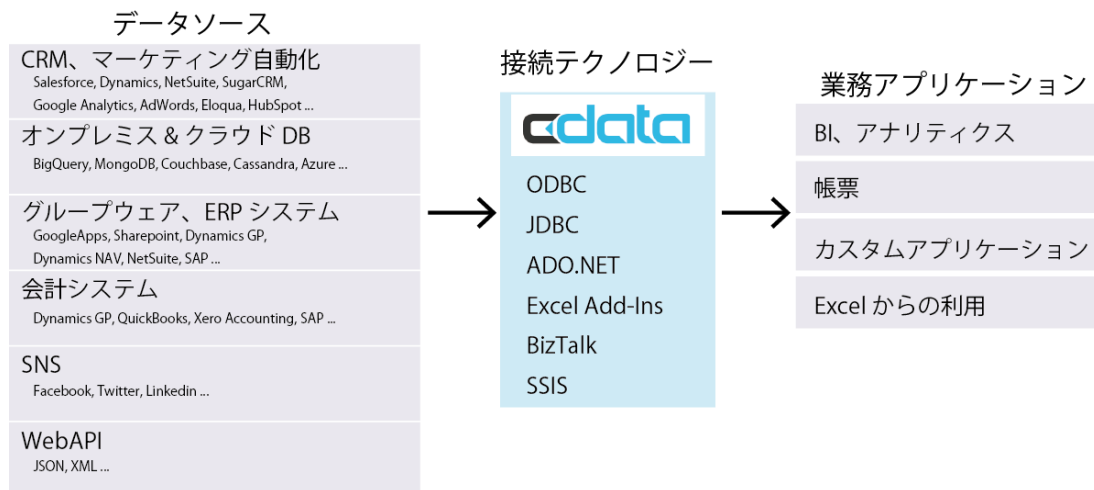 データソース
CRM、マーケティング自動化
Salesforce, Dynamics, NetSuite, SugarCRM,
Google Analytics, AdWords, Eloqua, HubSpot ...
オンプレミス & クラウド DB
BigQuery, MongoDB, Couchbase, Cassandra, Azure ...
グループウェア、ERP システム
GoogleApps, Sharepoint, Dynamics GP,
Dynamics NAV, NetSuite, SAP ...
会計システム
Dynamics GP, QuickBooks, Xero Accounting, SAP ...
SNS
Facebook, Twitter, Linkedin ...
WebAPI
JSON, XML ...
接続テクノロジー
cdata
ODBC
JDBC
ADO.NET
Excel Add-Ins
BizTalk
SSIS
業務アプリケーション
BI、アナリティクス
帳票
カスタムアプリケーション
Excel からの利用